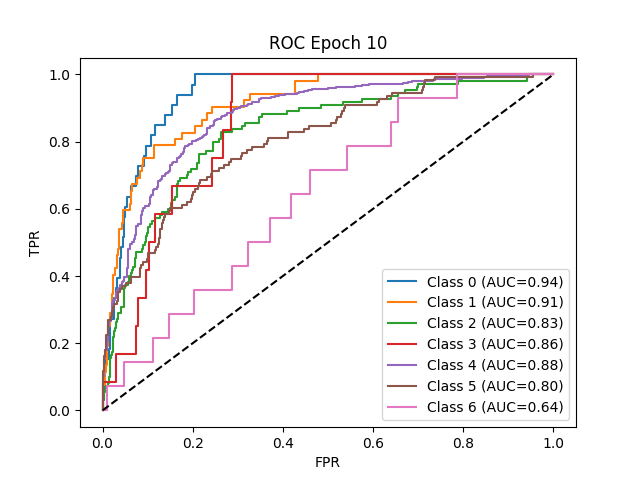 ROC Epoch 10
TPR
1.0
0.8
0.6
0.4
0.2
0.0
Class 0 (AUC=0.94)
Class 1 (AUC=0.91)
Class 2 (AUC=0.83)
Class 3 (AUC=0.86)
Class 4 (AUC=0.88)
Class 5 (AUC=0.80)
Class 6 (AUC=0.64)
0.0 0.2 0.4 0.6 0.8 1.0
FPR